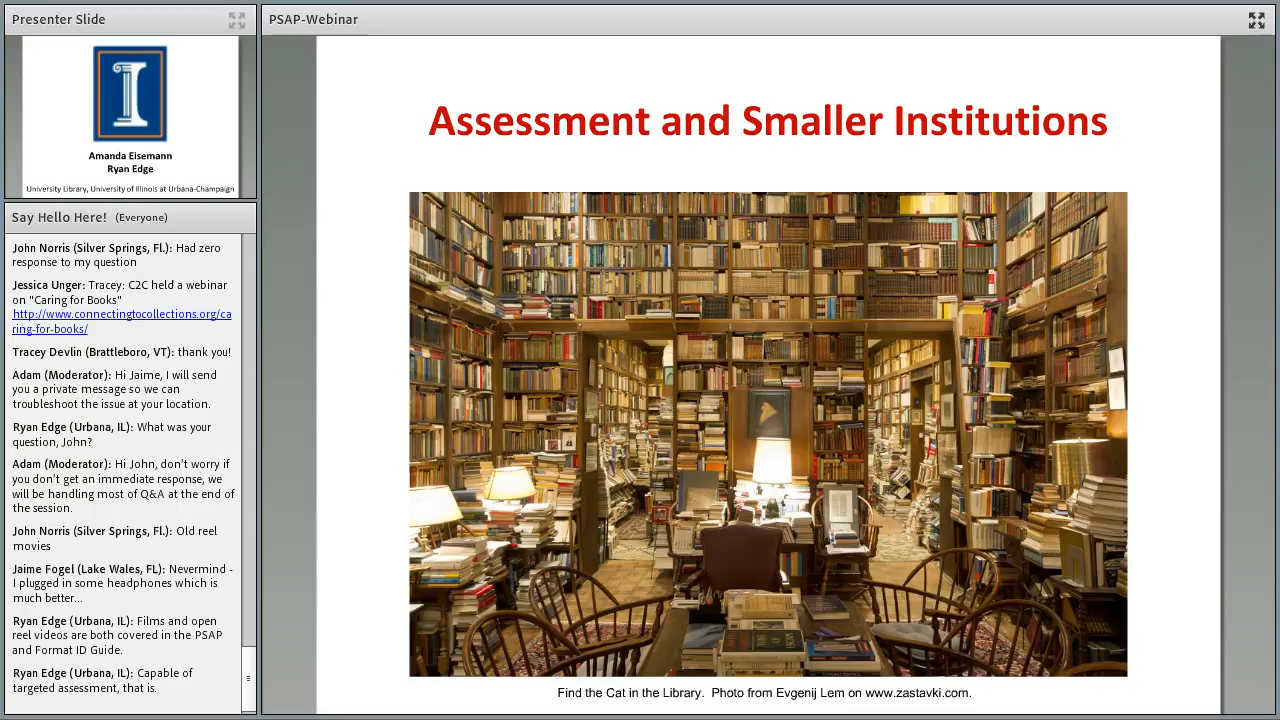 Presenter Slide
I
Amanda Eisemann
Ryan Edge
University Library, University of Illinois at Urbana-Champaign
Say Hello Here! (Everyone)
John Norris (Silver Springs, Fl.): Had zero
response to my question
Jessica Unger: Tracey: C2C held a webinar
on "Caring for Books"
http://www.connectingtocollections.org/ca
ring-for-books/
Tracey Devlin (Brattleboro, VT): thank you!
Adam (Moderator): Hi Jaime, I will send
you a private message so we can
troubleshoot the issue at your location.
Ryan Edge (Urbana, IL): What was your
question, John?
Adam (Moderator): Hi John, don't worry if
you don't get an immediate response, we
will be handling most of Q&A at the end of
the session.
John Norris (Silver Springs, Fl.): Old reel
movies
Jaime Fogel (Lake Wales, FL): Nevermind -
I plugged in some headphones which is
much better...
Ryan Edge (Urbana, IL): Films and open
reel videos are both covered in the PSAP
and Format ID Guide.
Ryan Edge (Urbana, IL): Capable of
targeted assessment, that is.
PSAP-Webinar
Assessment and Smaller Institutions
Find the Cat in the Library. Photo from Evgenij Lem on www.zastavki.com.